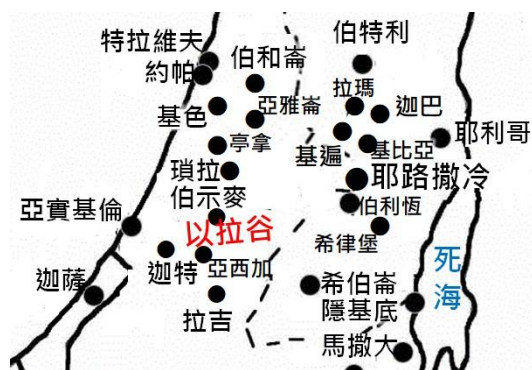 特拉維夫
約帕
伯和崙
伯特利
拉瑪
迦巴
基色
亞雅崙
亭拿
基遍
基比亞
耶利哥
瑣拉
耶路撒冷
伯示麥
伯利恆
亞實基倫
以拉谷
希律堡
死海
迦薩
迦特
亞西加
希伯崙
隱基底
拉吉
馬撒大